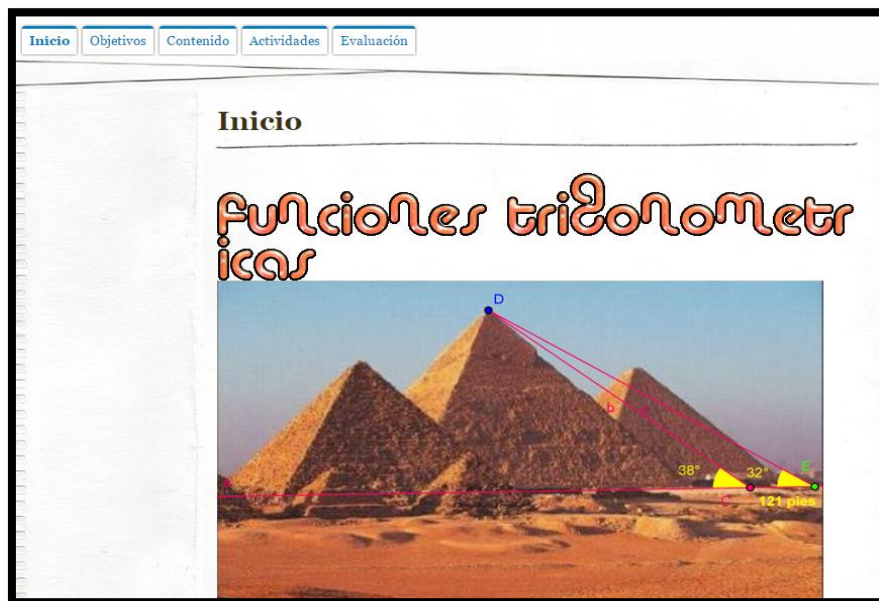 Inicio Objetivos Contenido Actividades Evaluación
Inicio
Funciones trigonometr
icas
D
b
38° 32° E
C 121 pies